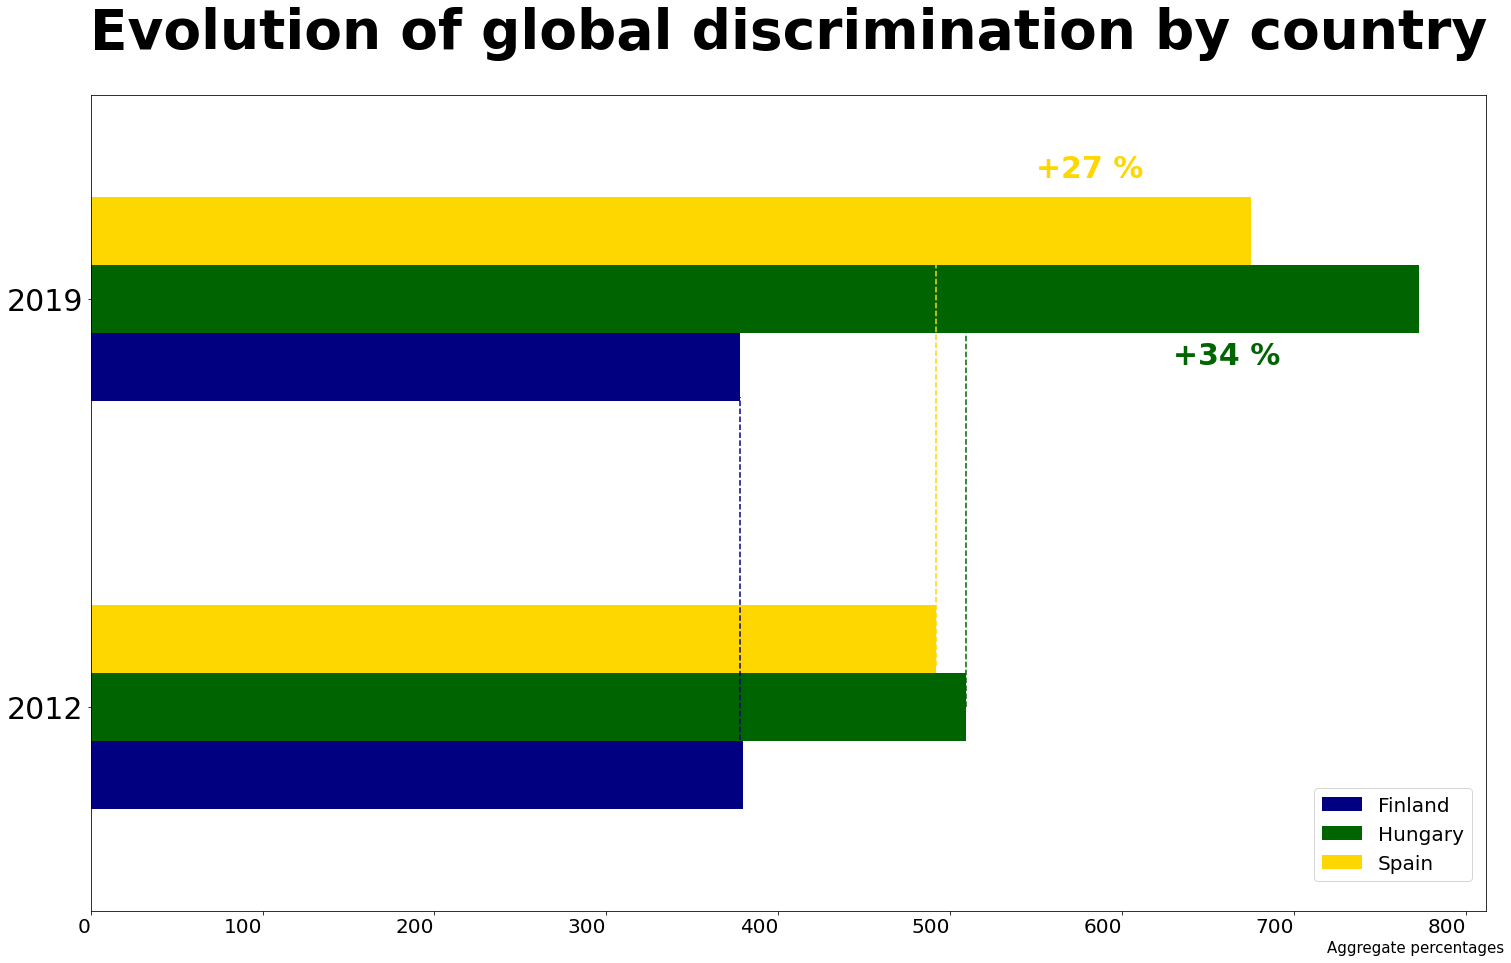 Evolution of global discrimination by country
+27 %
2019
+34 %
2012
Finland
Hungary
Spain
0 100 200 300 400 500 600 700 800
Aggregate percentages